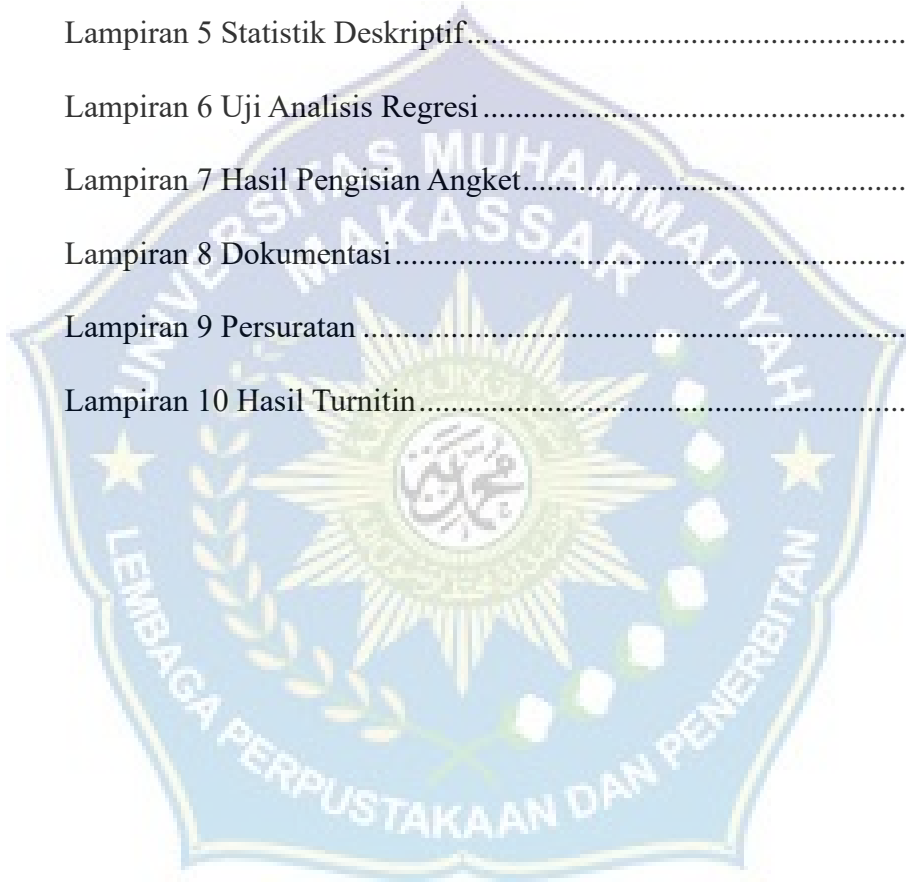 Lampiran 5 Statistik Deskriptif..........................................................
Lampiran 6 Uji Analisis Regresi........................................................
Lampiran 7 Hasil Pengisian Angket...................................................
Lampiran 8 Dokumentasi...................................................................
Lampiran 9 Persuratan.......................................................................
Lampiran 10 Hasil Turnitin................................................................
UNIVERSITAS MUHAMMADIYAH
MAKASSAR
LEMBAGA PERPUSTAKAAN DAN PENERBITAN